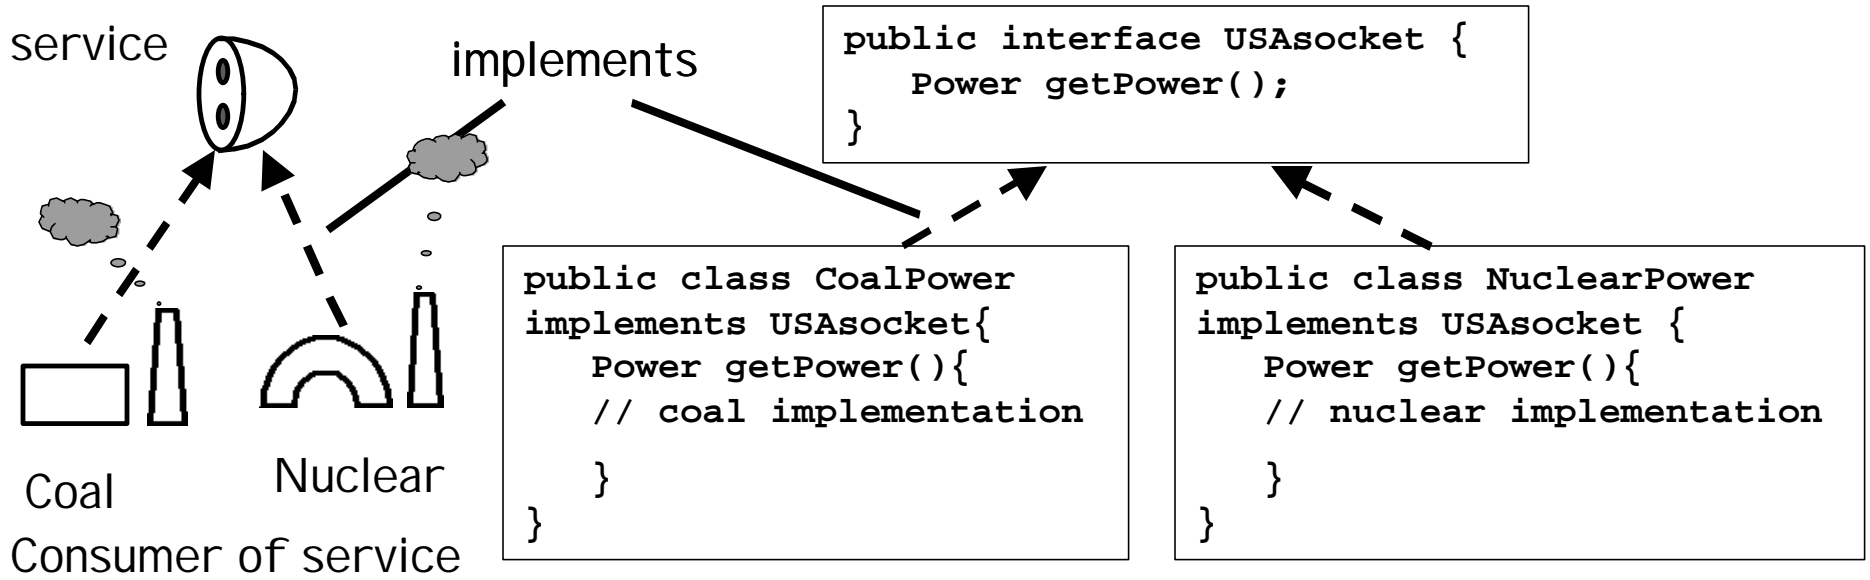 service
implements
public interface USAsocket {
Power getPower();
}
public class CoalPower
implements USAsocket{
Power getPower(){
// coal implementation
}
}
public class NuclearPower
implements USAsocket {
Power getPower(){
// nuclear implementation
}
}
Coal
Nuclear
Consumer of service